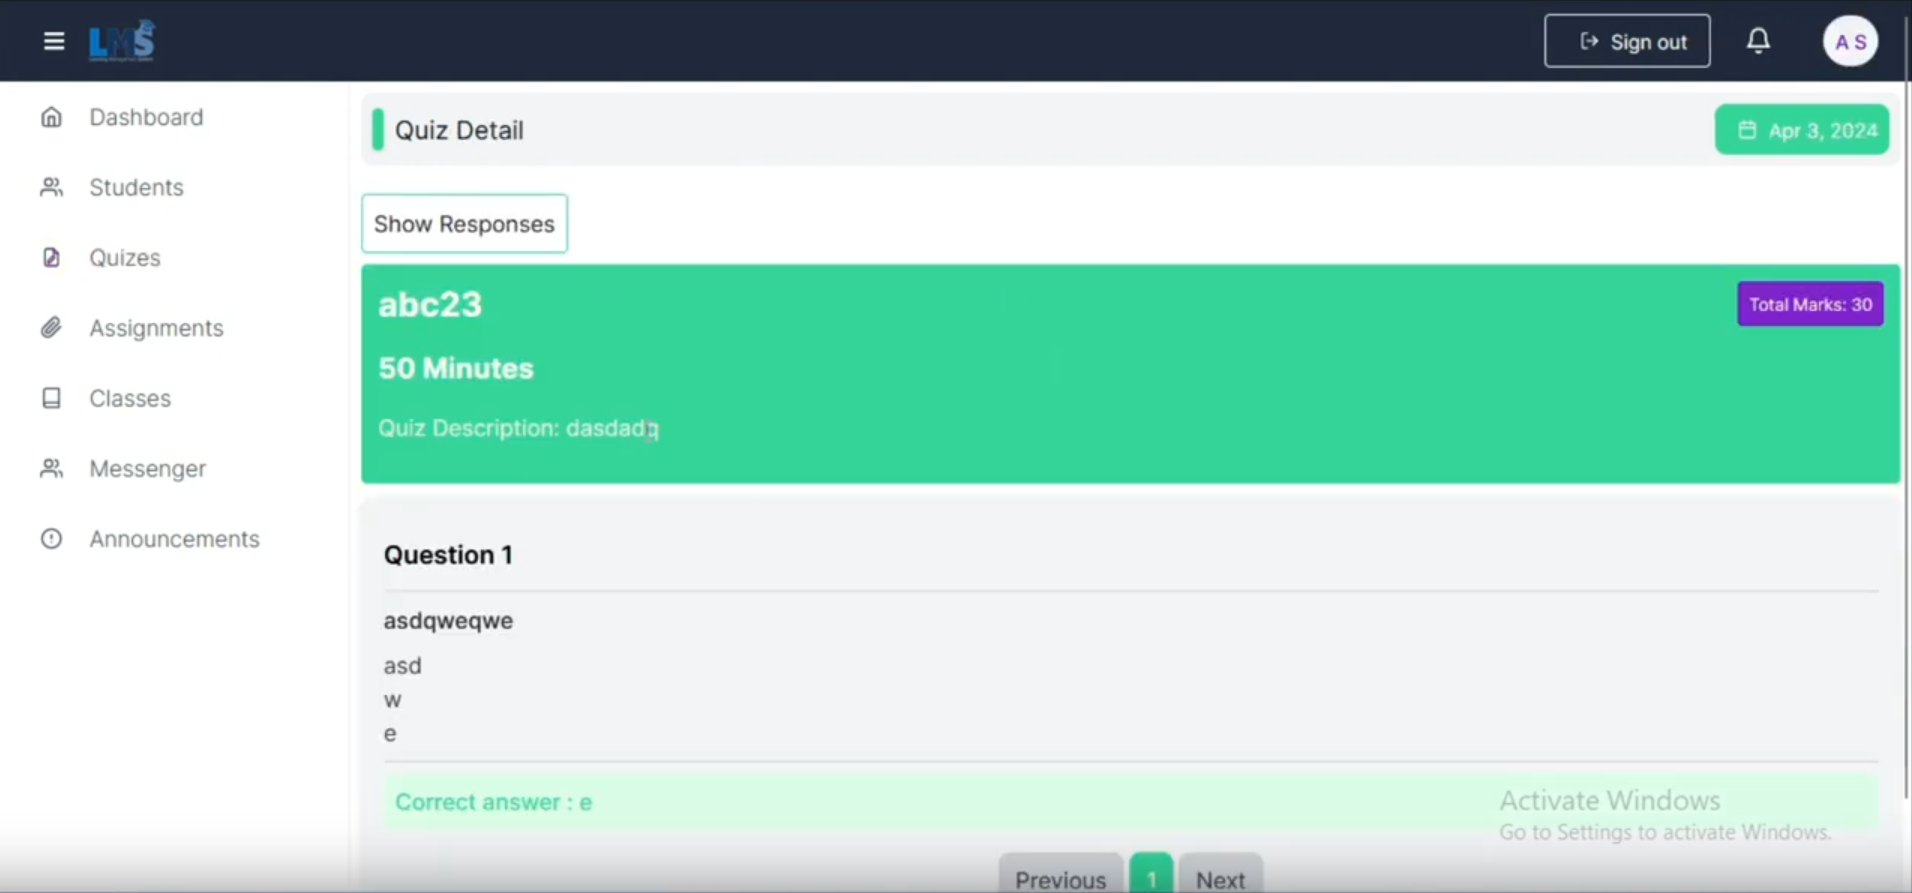 LMS
Sign out
A S
Dashboard
Students
Quizes
Assignments
Classes
Messenger
Announcements
Quiz Detail
Apr 3, 2024
Show Responses
abc23
Total Marks: 30
50 Minutes
Quiz Description:
Question 1
asdqweqwe
asd
w
e
Correct answer : e
Activate Windows
Go to Settings to activate Windows.
Previous
1
Next